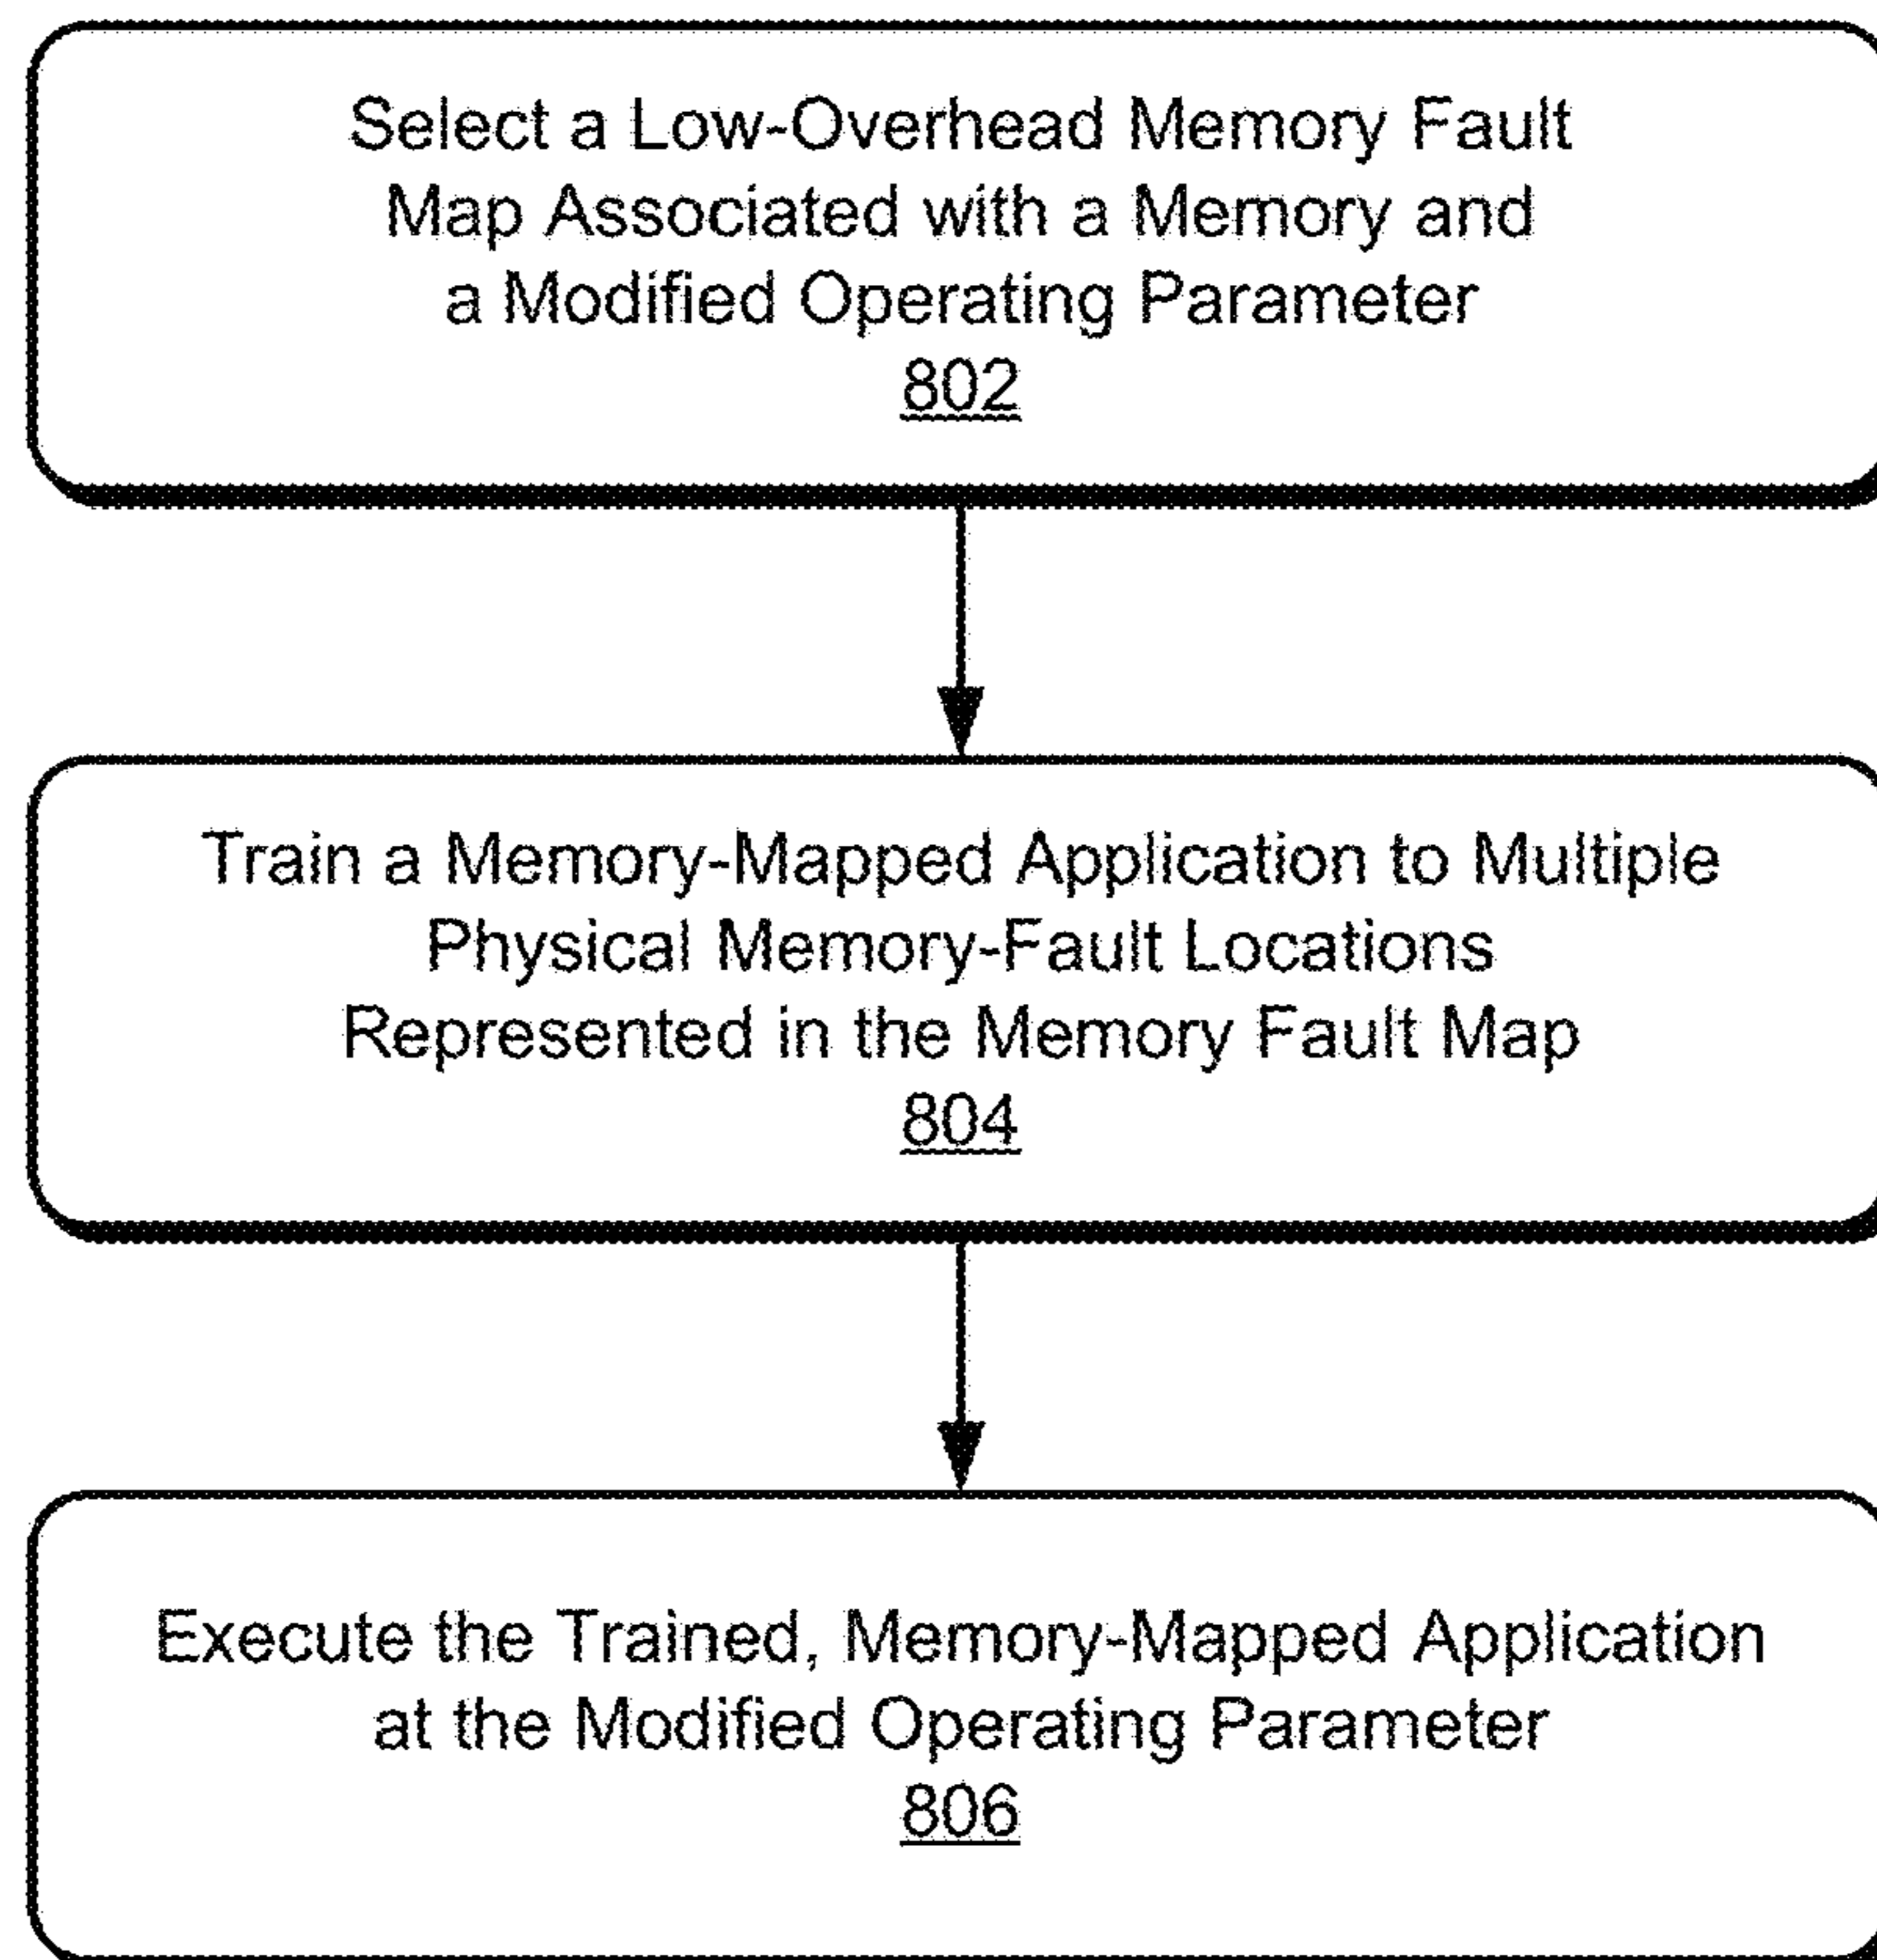 Select a Low-Overhead Memory Fault
Map Associated with a Memory and
a Modified Operating Parameter
802
Train a Memory-Mapped Application to Multiple
Physical Memory-Fault Locations
Represented in the Memory Fault Map
804
Execute the Trained, Memory-Mapped Application
at the Modified Operating Parameter
806